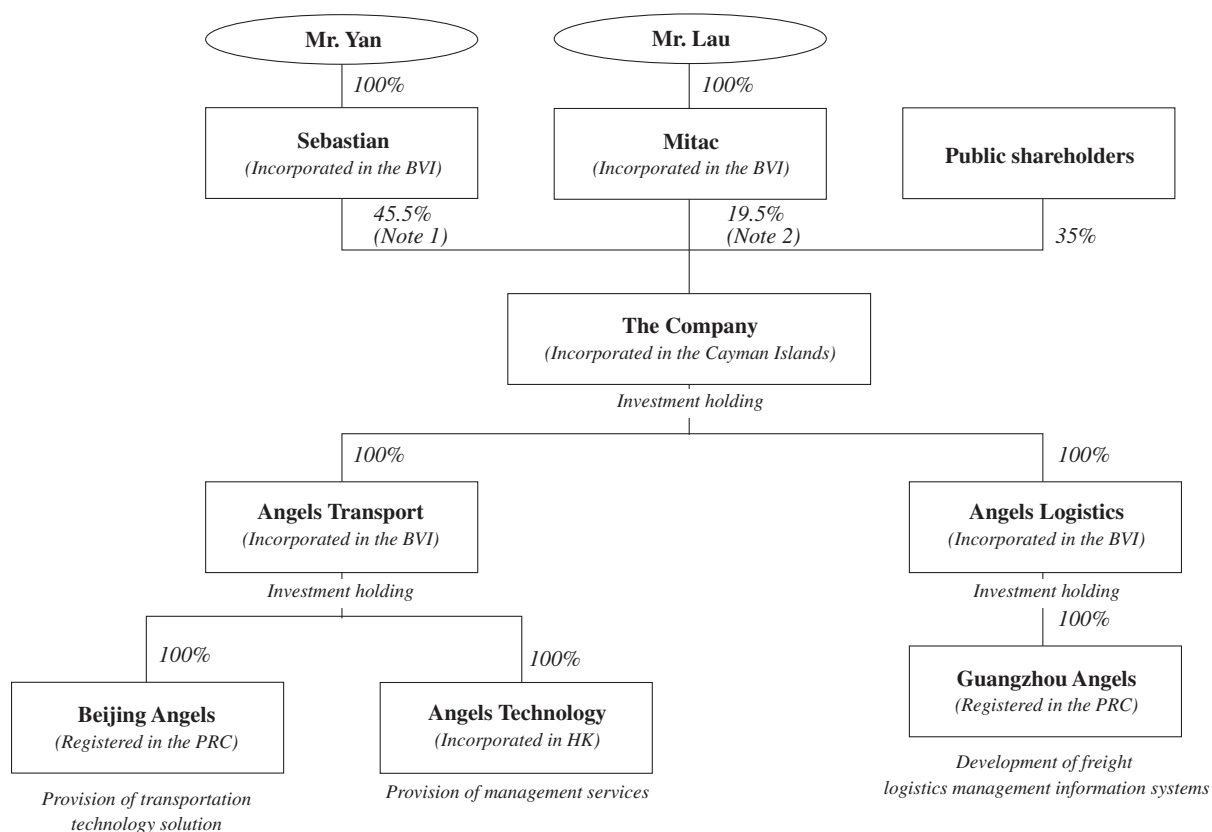 Mr. Yan
Mr. Lau
100%
100%
Sebastian
(Incorporated in the BVI)
Mitac
(Incorporated in the BVI)
Public shareholders
45.5%
(Note 1)
19.5%
(Note 2)
35%
The Company
(Incorporated in the Cayman Islands)
Investment holding
100%
100%
Angels Transport
(Incorporated in the BVI)
Angels Logistics
(Incorporated in the BVI)
Investment holding
Investment holding
100%
100%
100%
Beijing Angels
(Registered in the PRC)
Angels Technology
(Incorporated in HK)
Guangzhou Angels
(Registered in the PRC)
Provision of transportation
technology solution
Provision of management services
Development of freight
logistics management information systems